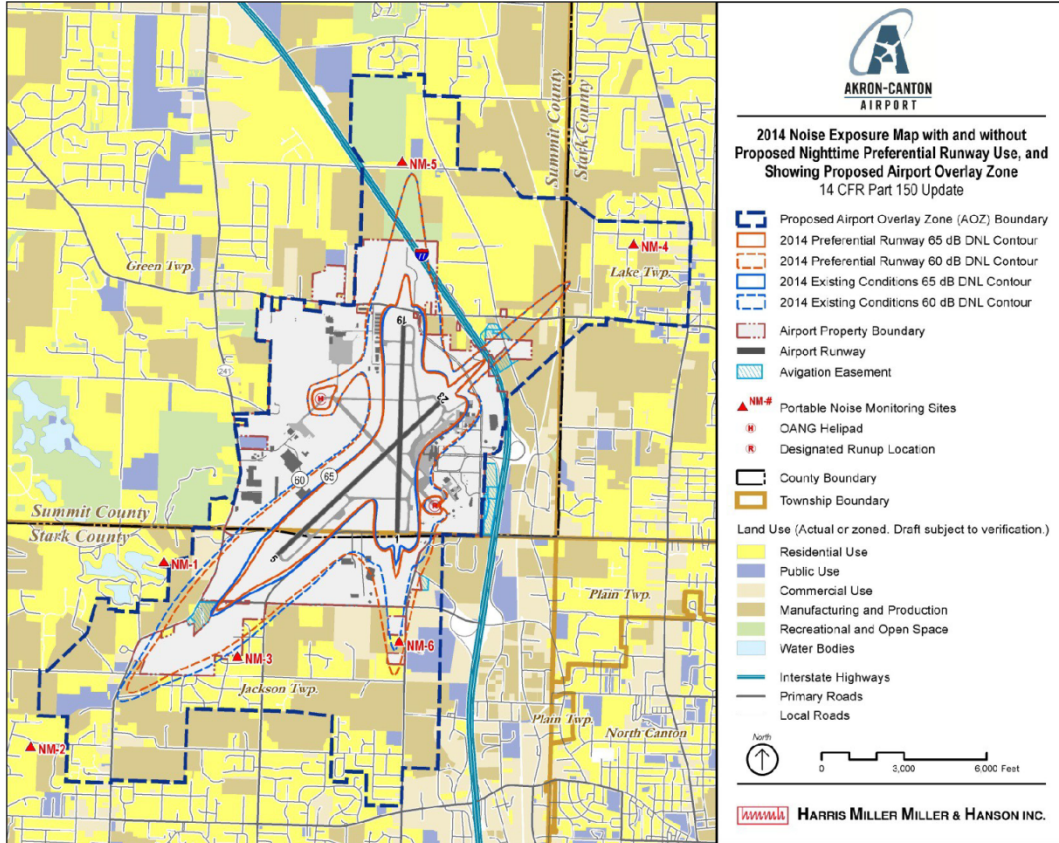 Summit County
Stark County
NM-5
NM-4
Green Twp.
Lake Twp.
77
19
241
23
H
60
65
R
Summit County
Stark County
1
5
NM-1
Plain Twp.
NM-6
NM-3
Jackson Twp.
Plain Twp.
North Canton
NM-2
AKRON-CANTON
AIRPORT
2014 Noise Exposure Map with and without
Proposed Nighttime Preferential Runway Use, and
Showing Proposed Airport Overlay Zone
14 CFR Part 150 Update
Proposed Airport Overlay Zone (AOZ) Boundary
2014 Preferential Runway 65 dB DNL Contour
2014 Preferential Runway 60 dB DNL Contour
2014 Existing Conditions 65 dB DNL Contour
2014 Existing Conditions 60 dB DNL Contour
Airport Property Boundary
Airport Runway
Avigation Easement
NM-# Portable Noise Monitoring Sites
H OANG Helipad
R Designated Runup Location
County Boundary
Township Boundary
Land Use (Actual or zoned. Draft subject to verification.)
Residential Use
Public Use
Commercial Use
Manufacturing and Production
Recreational and Open Space
Water Bodies
Interstate Highways
Primary Roads
Local Roads
North
0 3,000 6,000 Feet
HARRIS MILLER MILLER & HANSON INC.